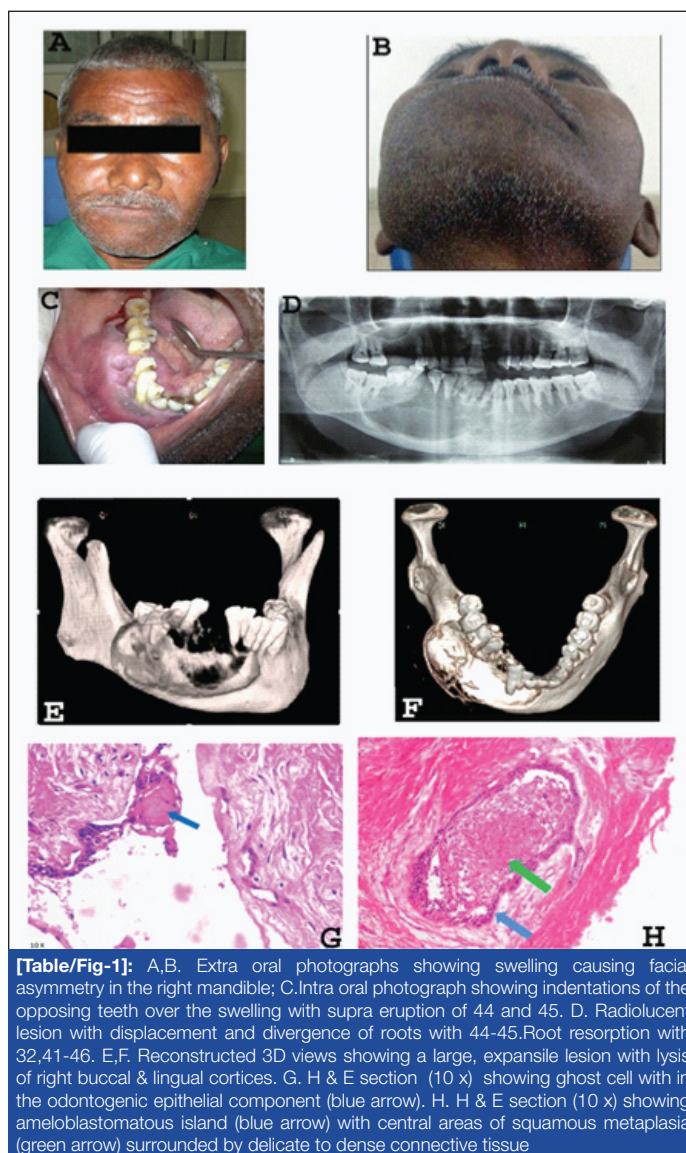 A
B
C
D
E
F
G
H
10 X
[Table/Fig-1]: A,B. Extra oral photographs showing swelling causing facial
asymmetry in the right mandible; C.Intra oral photograph showing indentations of the
opposing teeth over the swelling with supra eruption of 44 and 45. D. Radiolucent
lesion with displacement and divergence of roots with 44-45.Root resorption with
32,41-46. E,F. Reconstructed 3D views showing a large, expansile lesion with lysis
of right buccal & lingual cortices. G. H & E section (10 x) showing ghost cell with in
the odontogenic epithelial component (blue arrow). H. H & E section (10 x) showing
ameloblastomatous island (blue arrow) with central areas of squamous metaplasia
(green arrow) surrounded by delicate to dense connective tissue